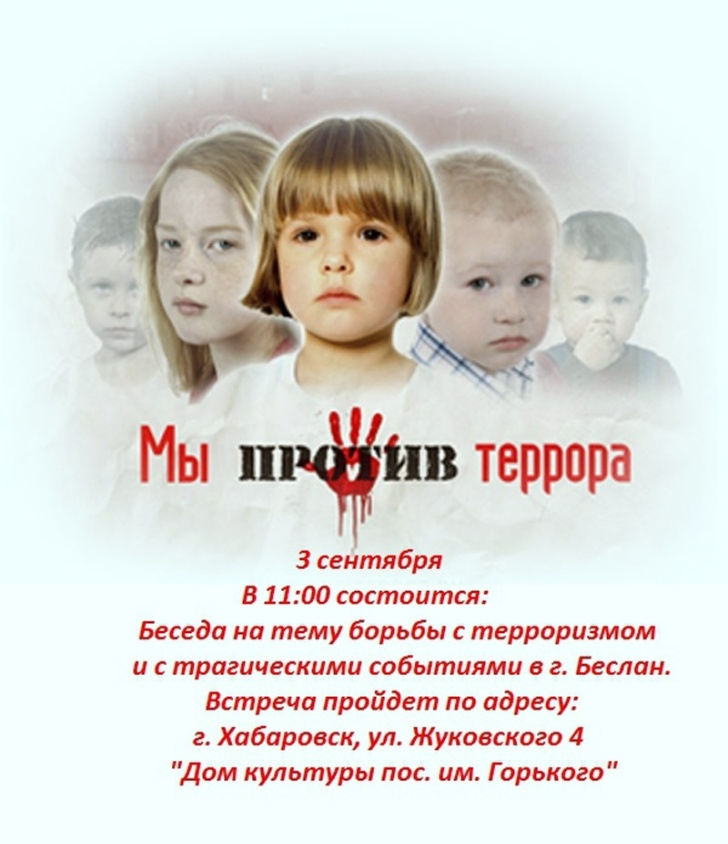 Мы против террора
3 сентября
В 11:00 состоится:
Беседа на тему борьбы с терроризмом
и с трагическими событиями в г. Беслан.
Встреча пройдет по адресу:
г. Хабаровск, ул. Жуковского 4
"Дом культуры пос. им. Горького"